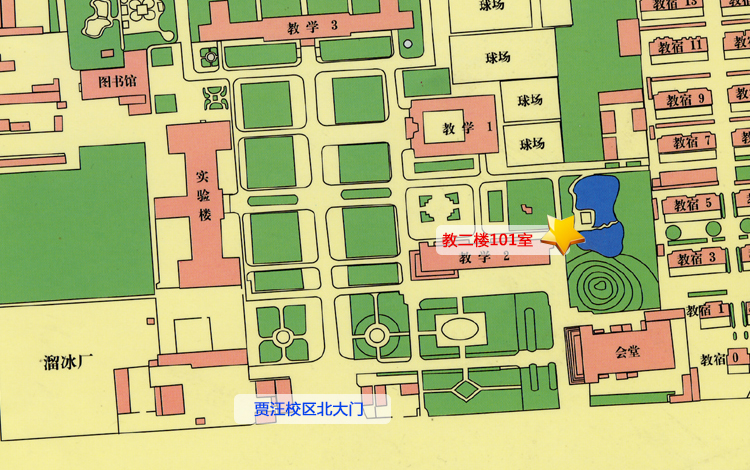 球场
教宿 13
教 学 3
教宿 11
球场
图书馆
教宿 9
球场
教 学 1
教宿 7
球场
实验楼
教宿 5
教二楼101室
教 学 2
教宿 3
教宿 1
溜冰厂
会堂
教宿 0
贾汪校区北大门